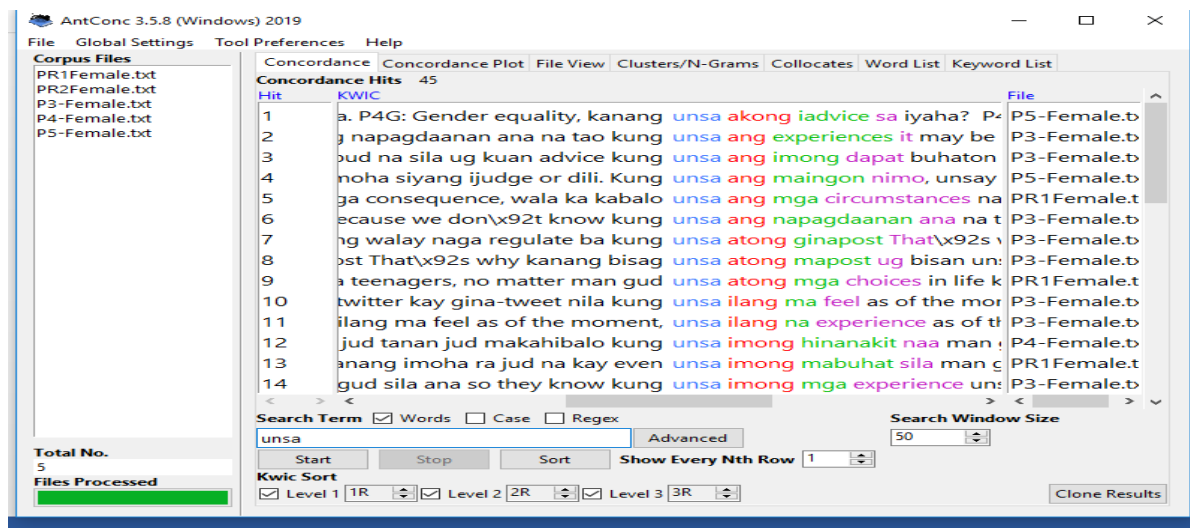 AntConc 3.5.8 (Windows) 2019
File Global Settings Tool Preferences Help
Corpus Files
PR1Female.txt
PR2Female.txt
P3-Female.txt
P4-Female.txt
P5-Female.txt
Total No.
5
Files Processed
Concordance Concordance Plot File View Clusters/N-Grams Collocates Word List Keyword List
Concordance Hits 45
Hit KWIC File
1 a. P4G: Gender equality, kanang unsa akong iadvice sa iyaha? P4 P5-Female.t
2 g napagdaanan ana na tao kung unsa ang experiences it may be P3-Female.t
3 oud na sila ug kuan advice kung unsa ang imong dapat buhaton P3-Female.t
4 moha siyang ijudge or dili. Kung unsa ang maingon nimo, unsay P5-Female.t
5 ga consequence, wala ka kabalo unsa ang mga circumstances na PR1Female.t
6 ecause we don\x92t know kung unsa ang napagdaanan ana na t P3-Female.t
7 ng walay naga regulate ba kung unsa atong ginapost That\x92s P3-Female.t
8 ost That\x92s why kanang bisag unsa atong mapost ug bisan uns P3-Female.t
9 a teenagers, no matter man gud unsa atong mga choices in life k PR1Female.t
10 twitter kay gina-tweet nila kung unsa ilang ma feel as of the mor P3-Female.t
11 ilang ma feel as of the moment, unsa ilang na experience as of th P3-Female.t
12 jud tanan jud makahibalo kung unsa imong hinanakit naa man P4-Female.t
13 anang imoha ra jud na kay even unsa imong mabuhat sila man g PR1Female.t
14 gud sila ana so they know kung unsa imong mga experience uns P3-Female.t
Search Term Words Case Regex Search Window Size
unsa Advanced 50
Start Stop Sort Show Every Nth Row 1
Kwic Sort
Level 1 1R Level 2 2R Level 3 3R Clone Results